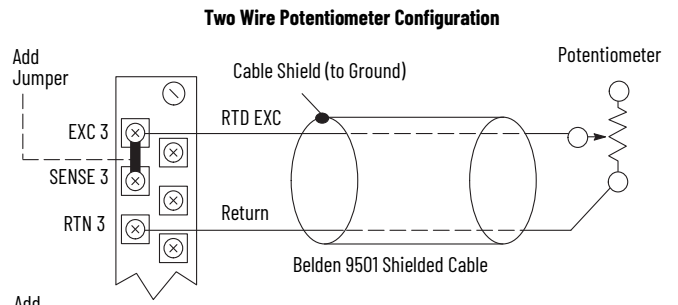 Two Wire Potentiometer Configuration
Add
Jumper
Cable Shield (to Ground)
Potentiometer
EXC 3
RTD EXC
SENSE 3
RTN 3
Return
Belden 9501 Shielded Cable
Add